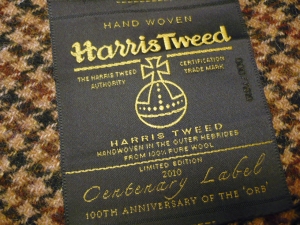 HAND WOVEN
Harris Tweed
THE HARRIS TWEED
AUTHORITY
CERTIFICATION
TRADE MARK
HARRIS TWEED
HANDWOVEN IN THE OUTER HEBRIDES
FROM 100% PURE WOOL
LIMITED EDITION
2010
Centenary Label
100TH ANNIVERSARY OF THE 'ORB'